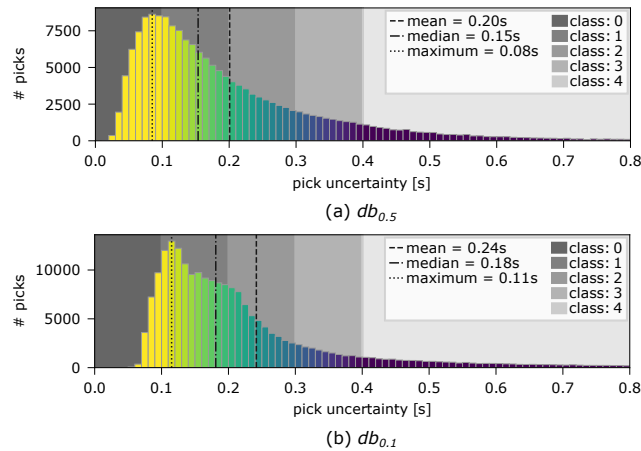 7500
5000
2500
0
# picks
mean = 0.20s
median = 0.15s
maximum = 0.08s
class: 0
class: 1
class: 2
class: 3
class: 4
0.0 0.1 0.2 0.3 0.4 0.5 0.6 0.7 0.8
pick uncertainty [s]
(a) db0.5
10000
5000
0
# picks
mean = 0.24s
median = 0.18s
maximum = 0.11s
class: 0
class: 1
class: 2
class: 3
class: 4
0.0 0.1 0.2 0.3 0.4 0.5 0.6 0.7 0.8
pick uncertainty [s]
(b) db0.1